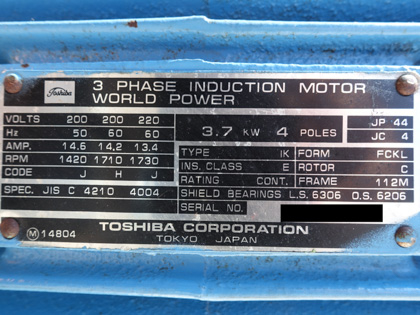 Toshiba
3 PHASE INDUCTION MOTOR
WORLD POWER
VOLTS 200 200 220
Hz 50 60 60
AMP. 14.6 14.2 13.4
RPM 1420 1710 1730
CODE J H J
SPEC. JIS C 4210 4004
3.7 KW 4 POLES
JP 44
JC 4
TYPE IK FORM FCKL
INS. CLASS E ROTOR C
RATING CONT. FRAME 112M
SHIELD BEARINGS L.S. 6306 O.S. 6206
SERIAL NO.
M 14804
TOSHIBA CORPORATION
TOKYO JAPAN